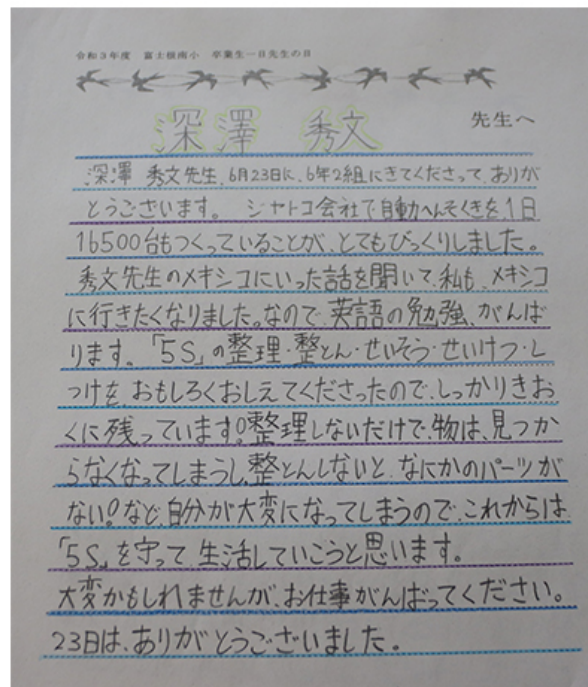 令和3年度 富士根南小 卒業生一日先生の日
深澤 秀文 先生へ
深澤 秀文先生、6月23日に、6年2組にきてくださって、ありが
とうございます。 ジヤトコ会社で自動へんそくきを1日
16500台もつくっていることが、とてもびっくりしました。
秀文先生のメキシコにいった話を聞いて、私も、メキシコ
に行きたくなりました。なので、英語の勉強、がんば
ります。「5S」の整理・整とん・せいそう・せいけつ・し
つけを、おもしろくおしえてくださったので、しっかりきお
くに残っています!整理しないだけで、物は、見つか
らなくなってしまうし、整とんしないと、なにかのパーツが
ない!など、自分が大変になってしまうので、これからは
「5S」を守って、生活していこうと思います。
大変かもしれませんが、お仕事がんばってください。
23日は、ありがとうございました。